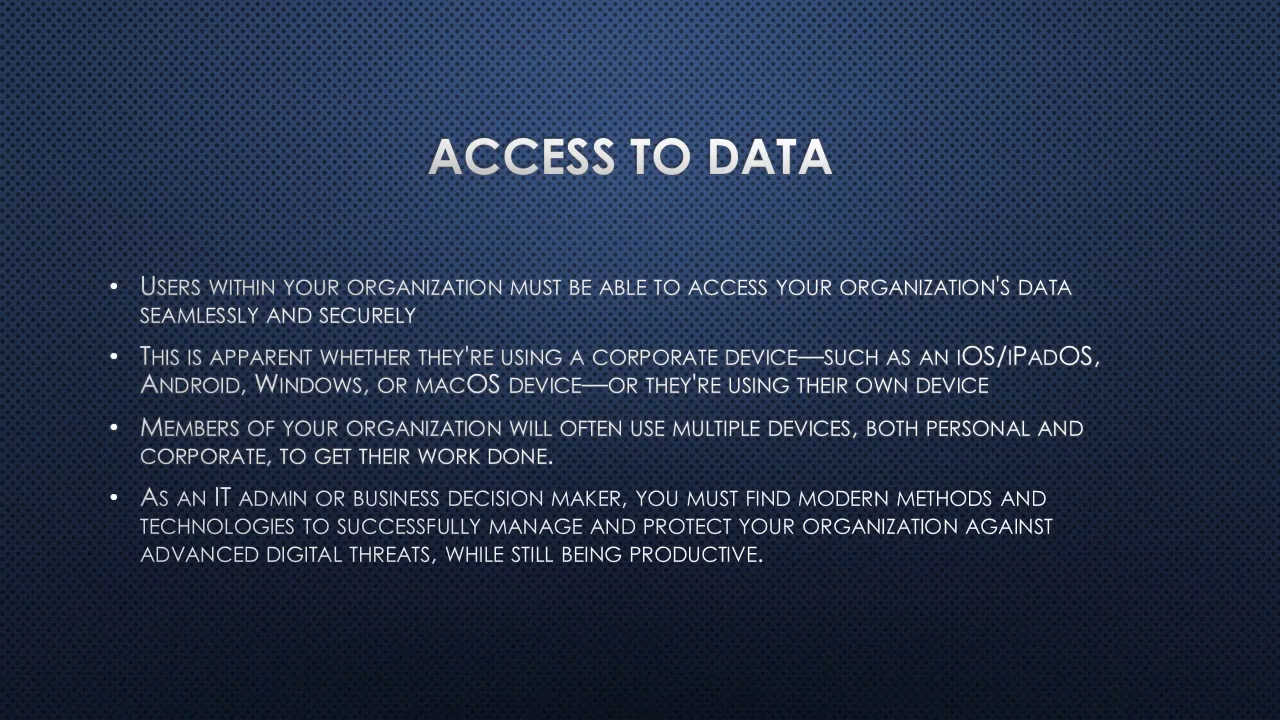 ACCESS TO DATA
• Users within your organization must be able to access your organization's data
seamlessly and securely
• This is apparent whether they're using a corporate device—such as an iOS/iPadOS,
Android, Windows, or macOS device—or they're using their own device
• Members of your organization will often use multiple devices, both personal and
corporate, to get their work done.
• As an IT admin or business decision maker, you must find modern methods and
technologies to successfully manage and protect your organization against
advanced digital threats, while still being productive.